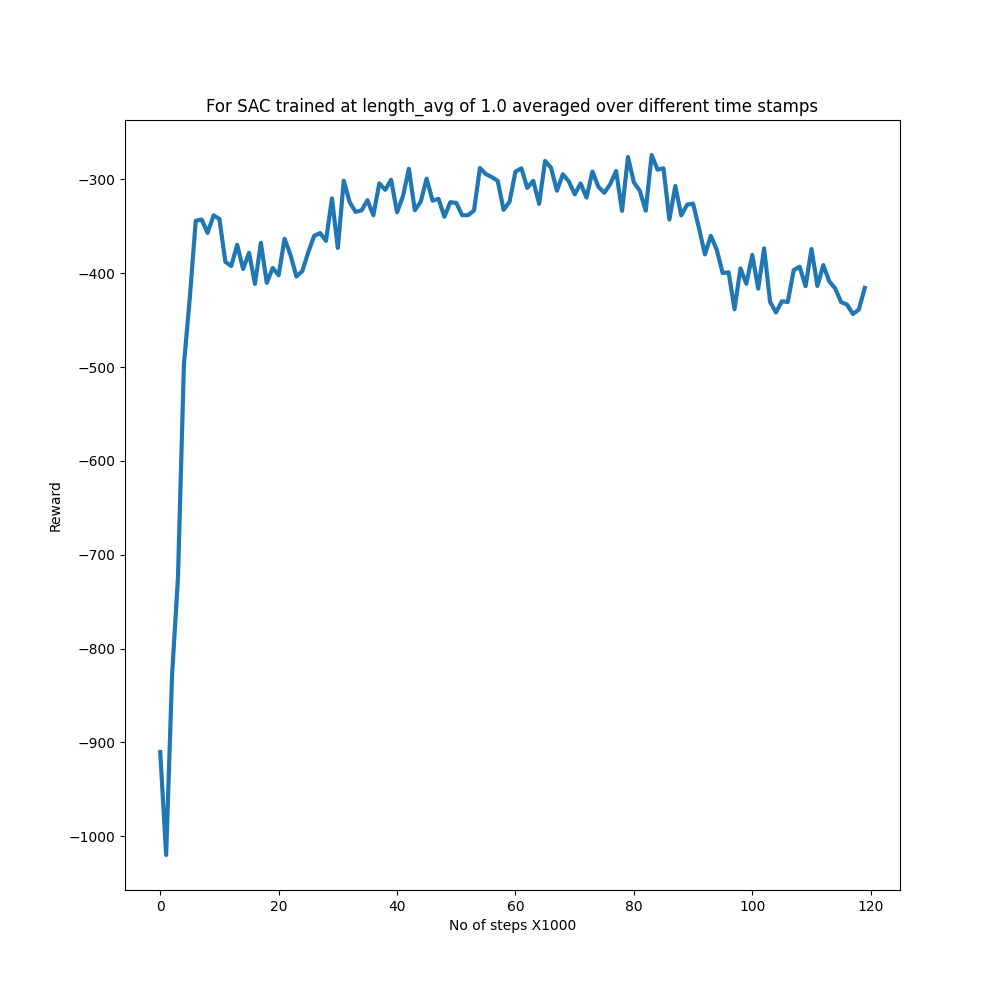 For SAC trained at length_avg of 1.0 averaged over different time stamps
−300
−400
−500
−600
−700
−800
−900
−1000
Reward
0 20 40 60 80 100 120
No of steps X1000